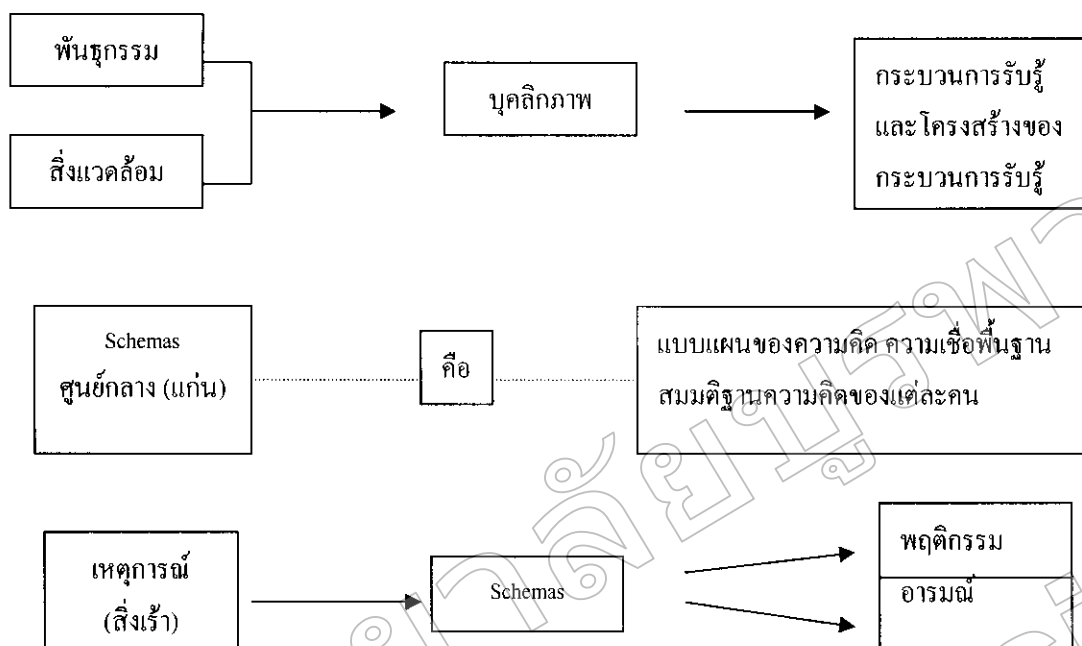 พันธุกรรม
สิ่งแวดล้อม
บุคลิกภาพ
กระบวนการรับรู้
และโครงสร้างของ
กระบวนการรับรู้
Schemas
ศูนย์กลาง (แก่น)
คือ
แบบแผนของความคิด ความเชื่อพื้นฐาน
สมมติฐานความคิดของแต่ละคน
เหตุการณ์
(สิ่งเร้า)
Schemas
พฤติกรรม
อารมณ์